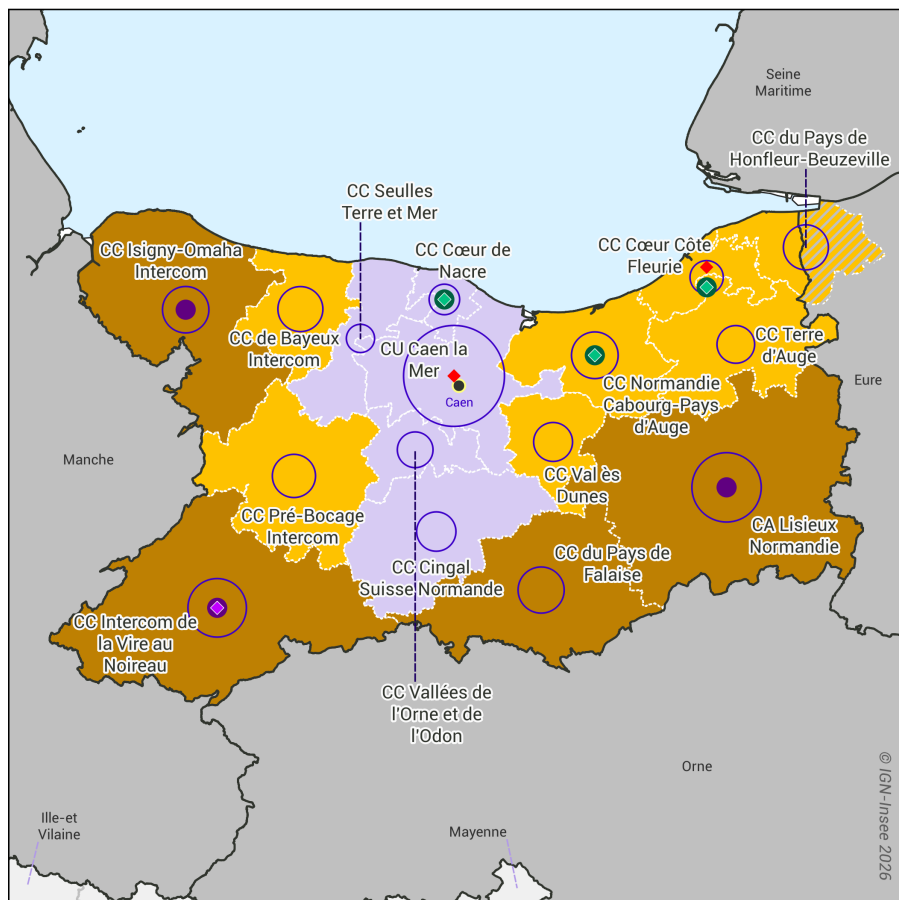 Seine
Maritime
CC du Pays de
Honfleur-Beuzeville
CC Seulles
Terre et Mer
CC Isigny-Omaha
Intercom
CC Cœur de
Nacre
CC Cœur Côte
Fleurie
CC de Bayeux
Intercom
CU Caen la
Mer
Caen
CC Terre
d'Auge
CC Normandie
Cabourg-Pays
d'Auge
Eure
Manche
CC Val ès
Dunes
CC Pré-Bocage
Intercom
CA Lisieux
Normandie
CC Cingal
Suisse Normande
CC du Pays de
Falaise
CC Intercom de
la Vire au
Noireau
CC Vallées de
l'Orne et de
l'Odon
Orne
Ille-et
Vilaine
Mayenne
© IGN-Insee 2026